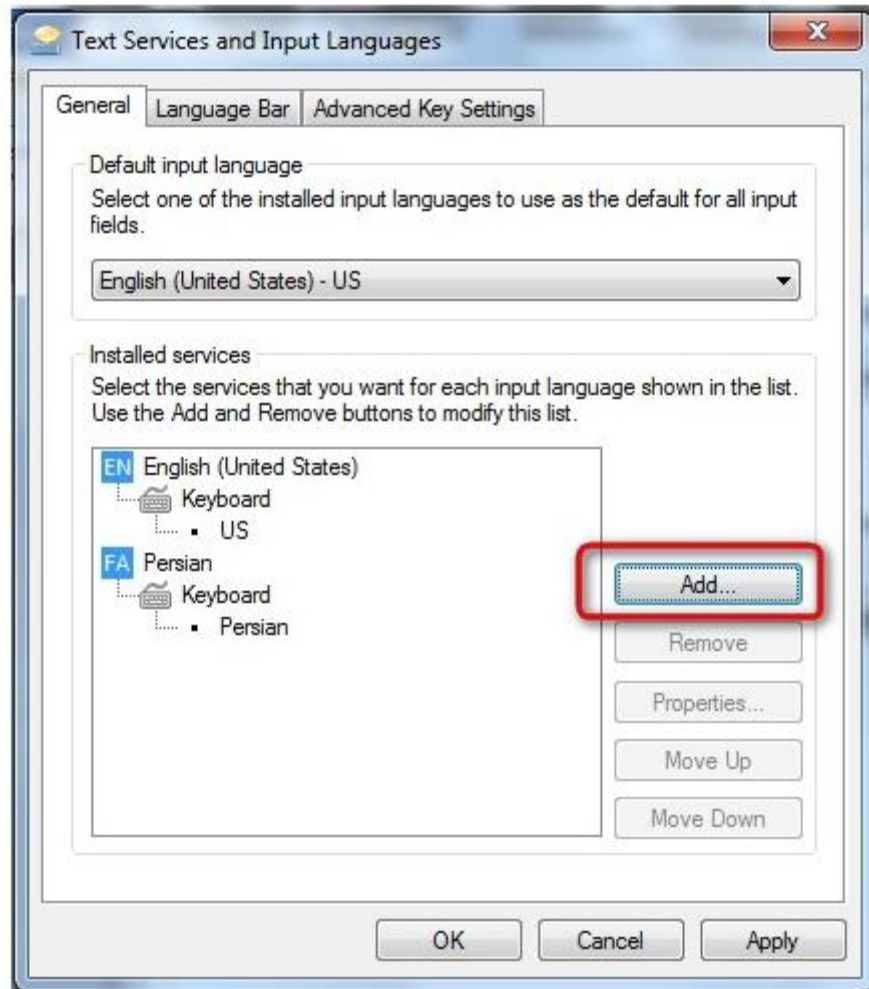 Text Services and Input Languages
General
Language Bar
Advanced Key Settings
Default input language
Select one of the installed input languages to use as the default for all input
fields.
English (United States) - US
Installed services
Select the services that you want for each input language shown in the list.
Use the Add and Remove buttons to modify this list.
EN English (United States)
Keyboard
US
FA Persian
Keyboard
Persian
Add...
Remove
Properties...
Move Up
Move Down
OK
Cancel
Apply